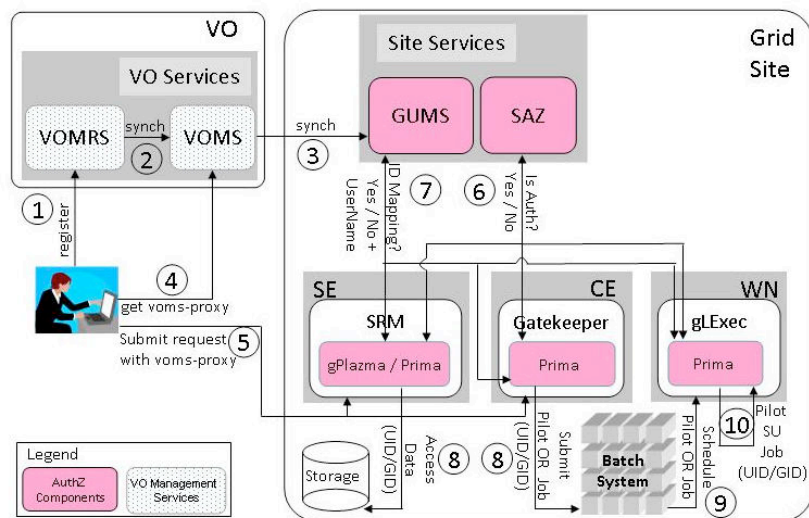 VO
VO Services
VOMRS
synch
2
VOMS
synch
3
Site Services
GUMS
SAZ
Grid
Site
1
register
4
get voms-proxy
Submit request
with voms-proxy
5
ID Mapping?
Yes / No +
UserName
7
6
Is Auth?
Yes / No
SE
SRM
gPlazma / Prima
CE
Gatekeeper
Prima
WN
gLExec
Prima
Storage
Access
Data
(UID/GID)
8
8
Submit
Pilot OR Job
(UID/GID)
Batch
System
Schedule
Pilot OR Job
9
10
Pilot
SU
Job
(UID/GID)
Legend
AuthZ
Components
VO Management
Services